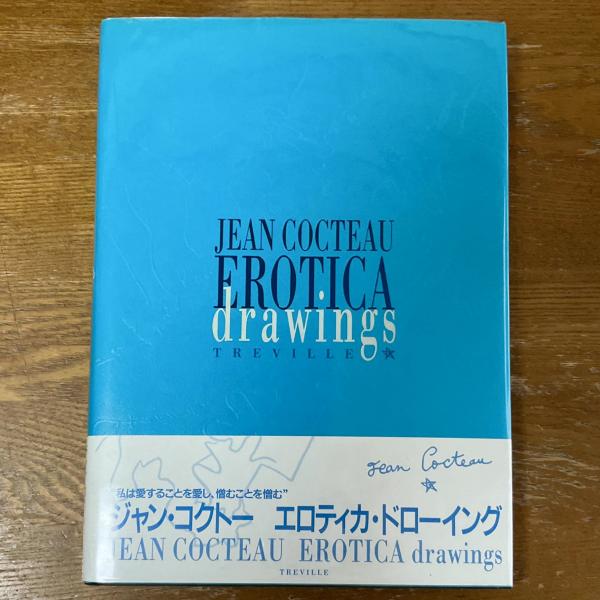 JEAN COCTEAU
EROTICA
drawings
TREVILLE
Jean Cocteau
“私は愛することを愛し、憎むことを憎む”
ジャン・コクトー エロティカ・ドローイング
JEAN COCTEAU EROTICA drawings
TREVILLE